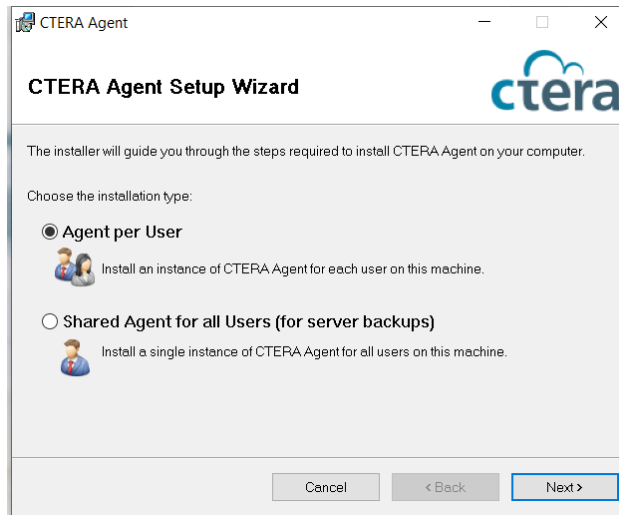 CTERA Agent
CTERA Agent Setup Wizard
ctera
The installer will guide you through the steps required to install CTERA Agent on your computer.
Choose the installation type:
Agent per User
Install an instance of CTERA Agent for each user on this machine.
Shared Agent for all Users (for server backups)
Install a single instance of CTERA Agent for all users on this machine.
Cancel
< Back
Next >